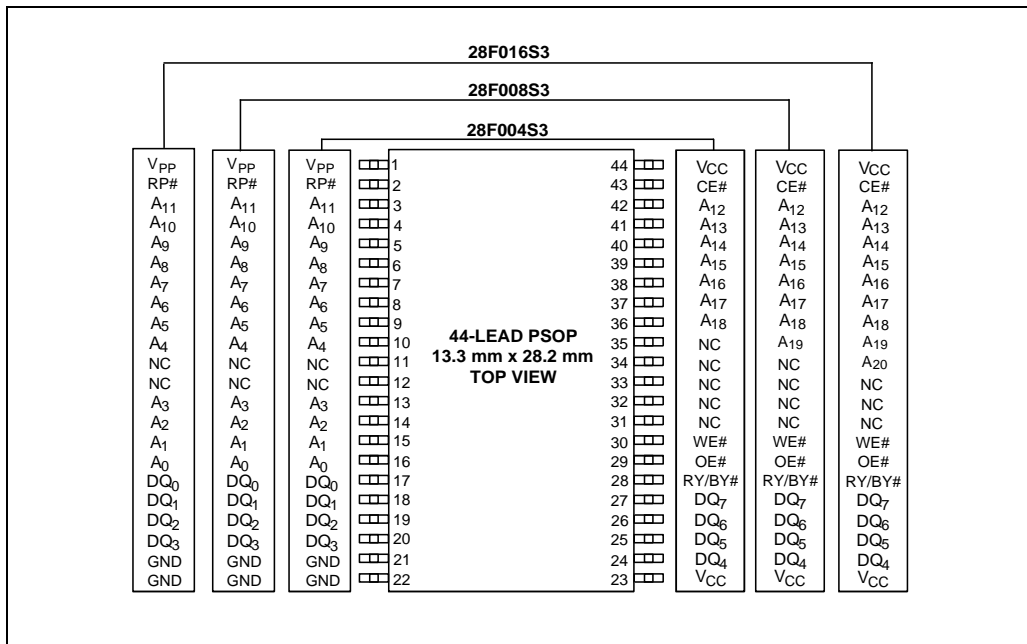 28F016S3
28F008S3
28F004S3
VPP VPP VPP 1 44 VCC VCC VCC
RP# RP# RP# 2 43 CE# CE# CE#
A11 A11 A11 3 42 A12 A12 A12
A10 A10 A10 4 41 A13 A13 A13
A9 A9 A9 5 40 A14 A14 A14
A8 A8 A8 6 39 A15 A15 A15
A7 A7 A7 7 38 A16 A16 A16
A6 A6 A6 8 37 A17 A17 A17
A5 A5 A5 9 36 A18 A18 A18
A4 A4 A4 10 44-LEAD PSOP 35 NC A19 A19
NC NC NC 11 13.3 mm x 28.2 mm 34 NC NC A20
NC NC NC 12 TOP VIEW 33 NC NC NC
A3 A3 A3 13 32 NC NC NC
A2 A2 A2 14 31 NC NC NC
A1 A1 A1 15 30 WE# WE# WE#
A0 A0 A0 16 29 OE# OE# OE#
DQ0 DQ0 DQ0 17 28 RY/BY# RY/BY# RY/BY#
DQ1 DQ1 DQ1 18 27 DQ7 DQ7 DQ7
DQ2 DQ2 DQ2 19 26 DQ6 DQ6 DQ6
DQ3 DQ3 DQ3 20 25 DQ5 DQ5 DQ5
GND GND GND 21 24 DQ4 DQ4 DQ4
GND GND GND 22 23 VCC VCC VCC